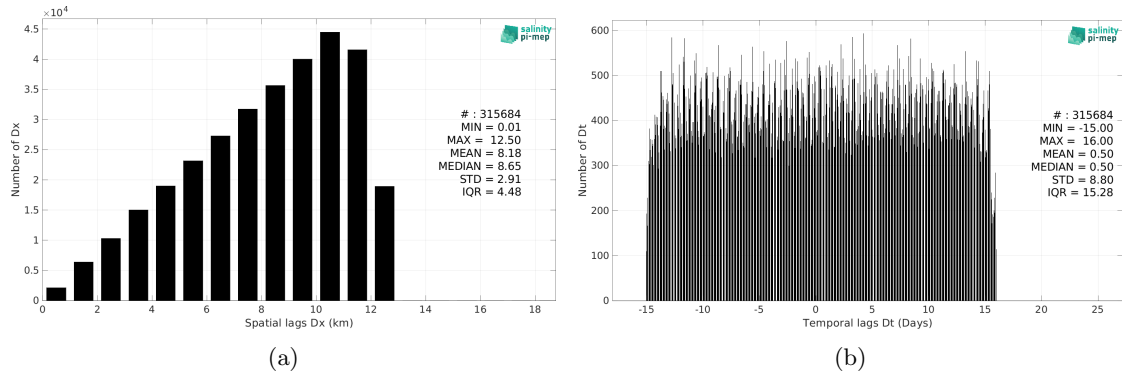 ×10⁴
4.5
4
3.5
3
2.5
2
1.5
1
0.5
0
Number of Dx
0 2 4 6 8 10 12 14 16 18
Spatial lags Dx (km)
salinity
pi-mep
# : 315684
MIN = 0.01
MAX = 12.50
MEAN = 8.18
MEDIAN = 8.65
STD = 2.91
IQR = 4.48
(a)
600
500
400
300
200
100
0
Number of Dt
-15 -10 -5 0 5 10 15 20 25
Temporal lags Dt (Days)
salinity
pi-mep
# : 315684
MIN = -15.00
MAX = 16.00
MEAN = 0.50
MEDIAN = 0.50
STD = 8.80
IQR = 15.28
(b)